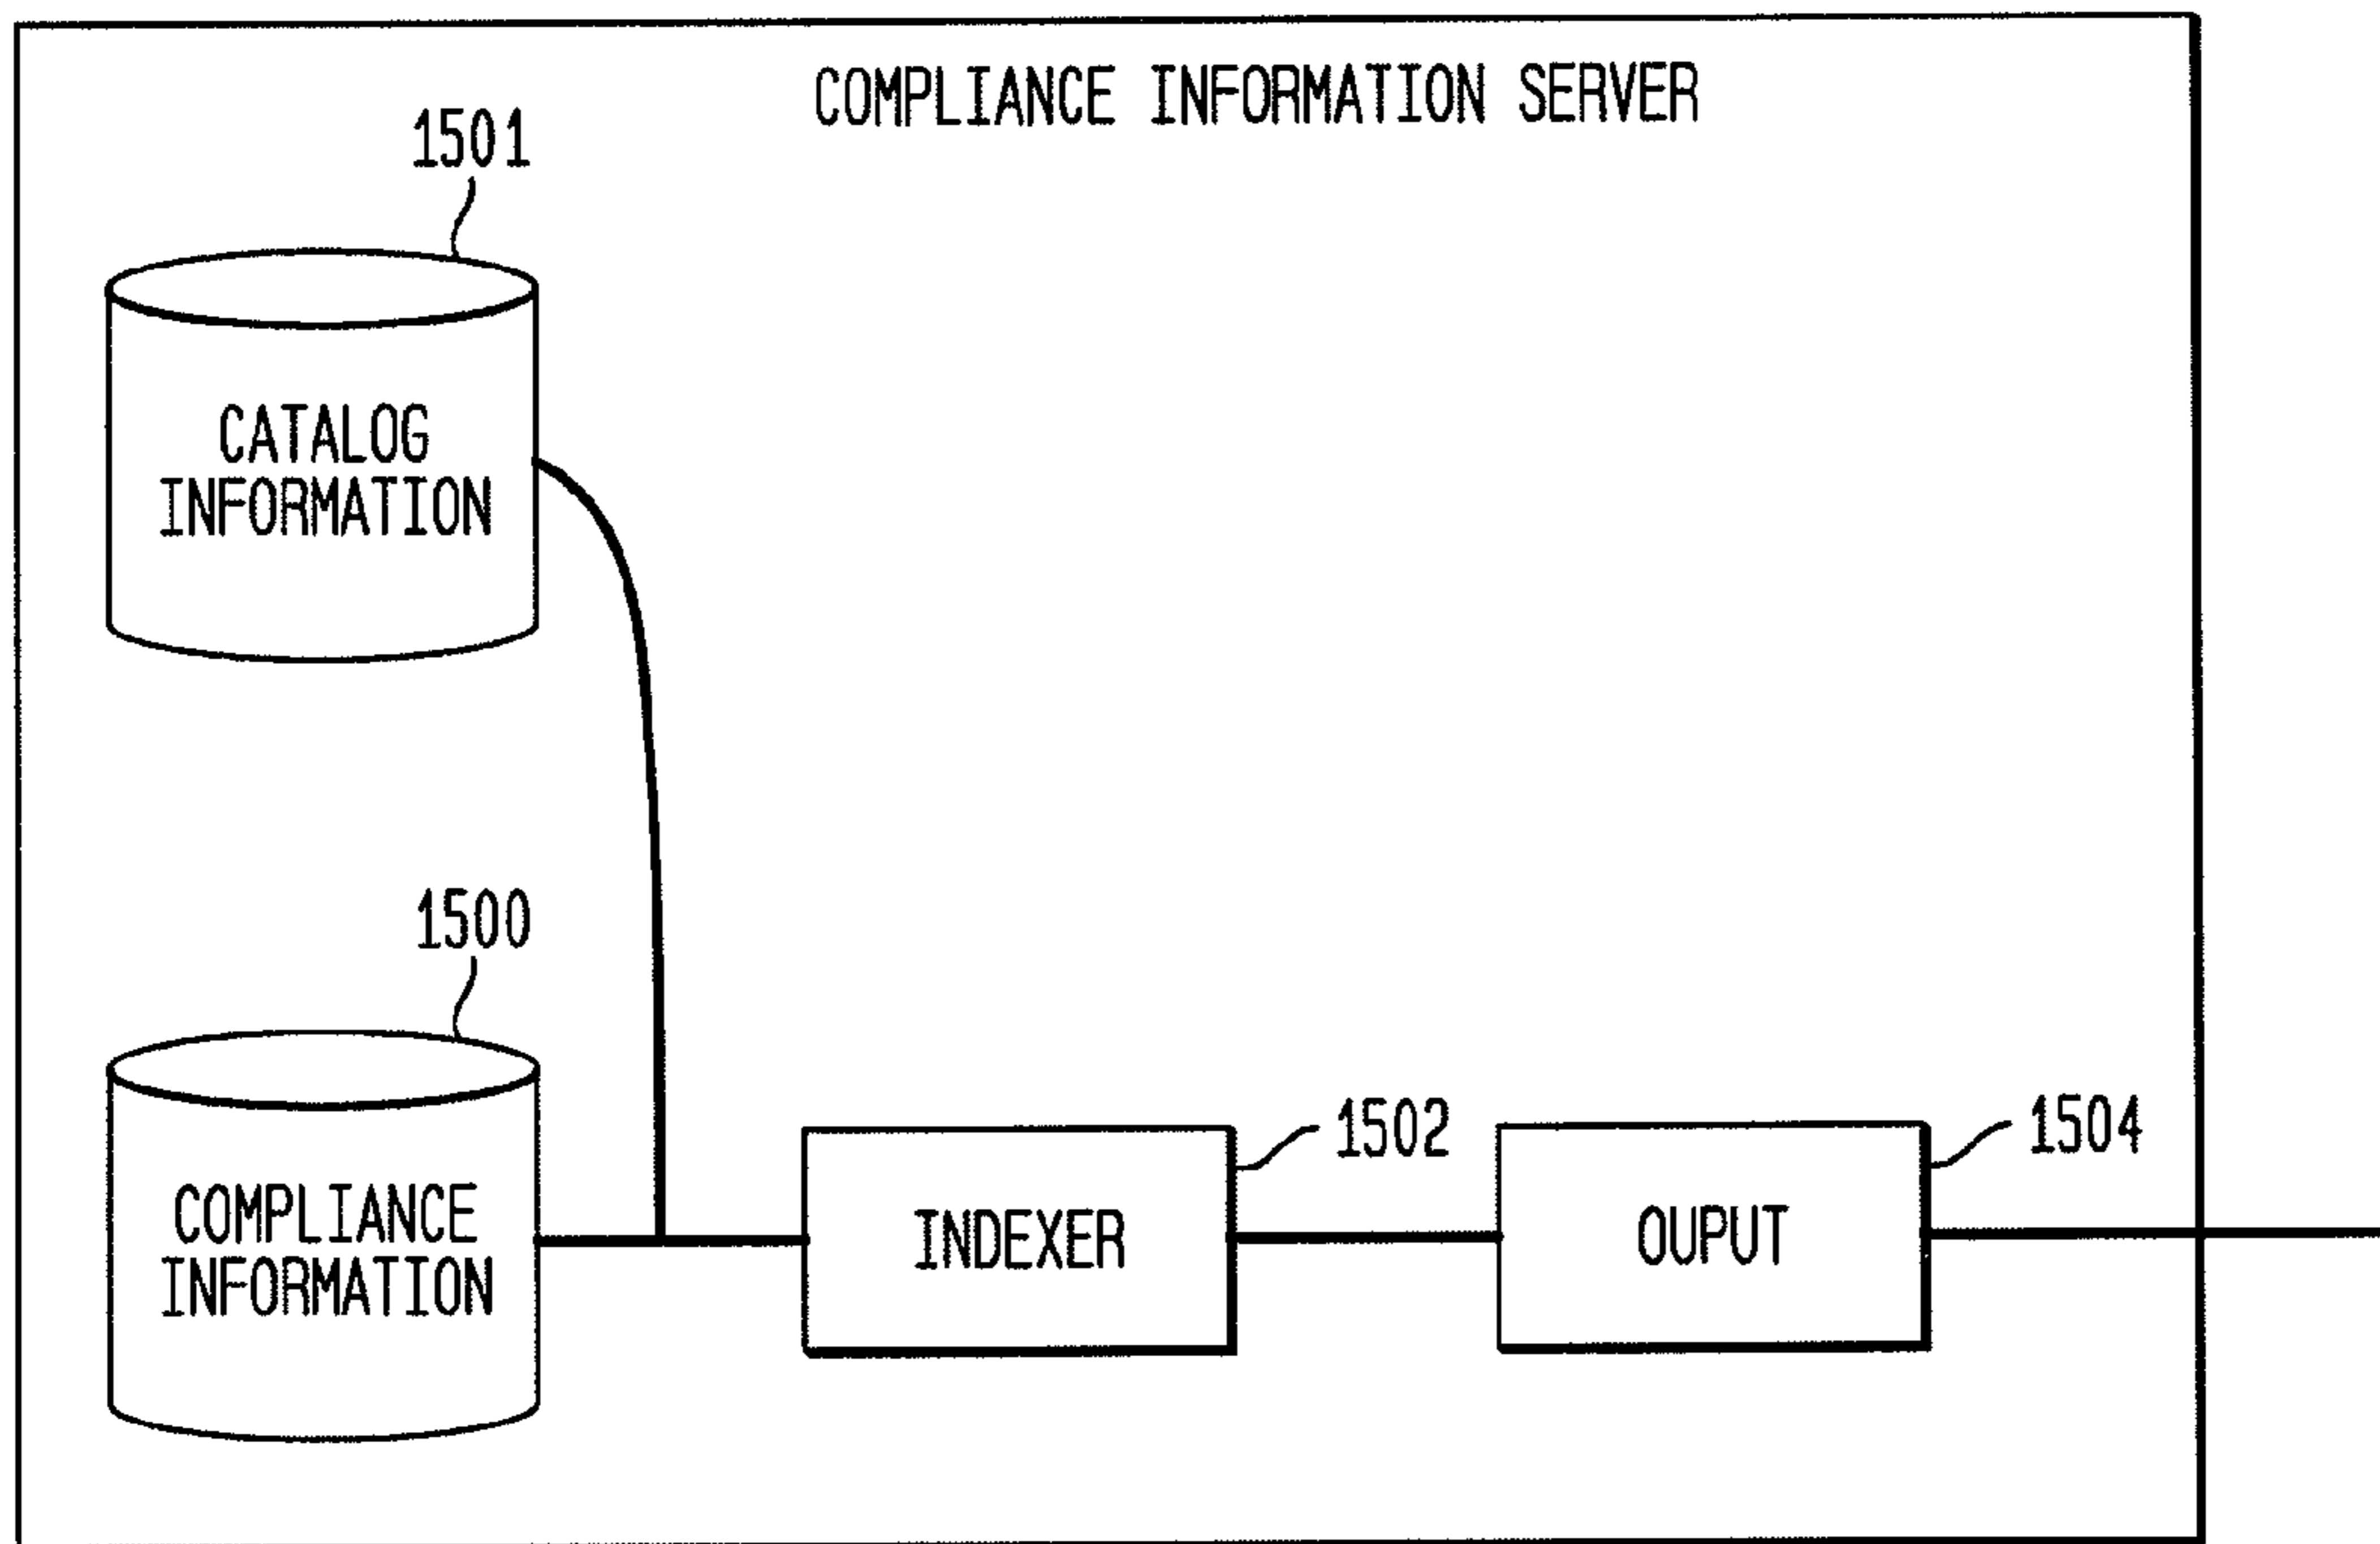 COMPLIANCE INFORMATION SERVER
1501
CATALOG
INFORMATION
1500
COMPLIANCE
INFORMATION
1502
INDEXER
1504
OUPUT